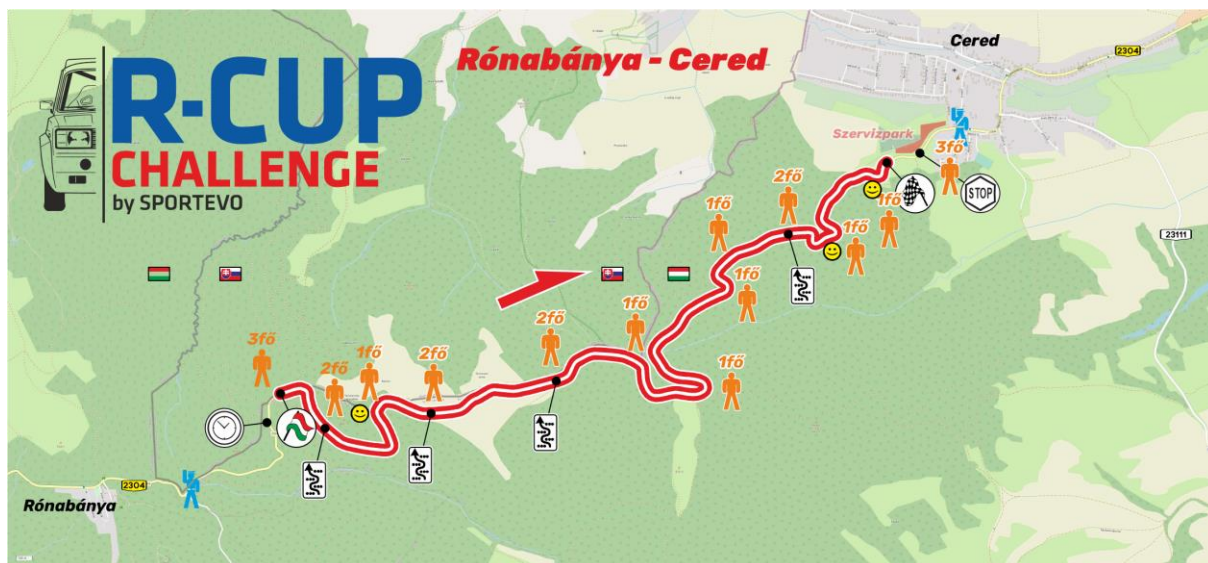 Rónabánya - Cered
Cered
2304
R-CUP
CHALLENGE
by SPORTEVO
Szervizpark
3fő
STOP
2fő
1fő
1fő
1fő
23111
1fő
2fő
1fő
3fő
2fő
1fő
2fő
1fő
2304
Rónabánya